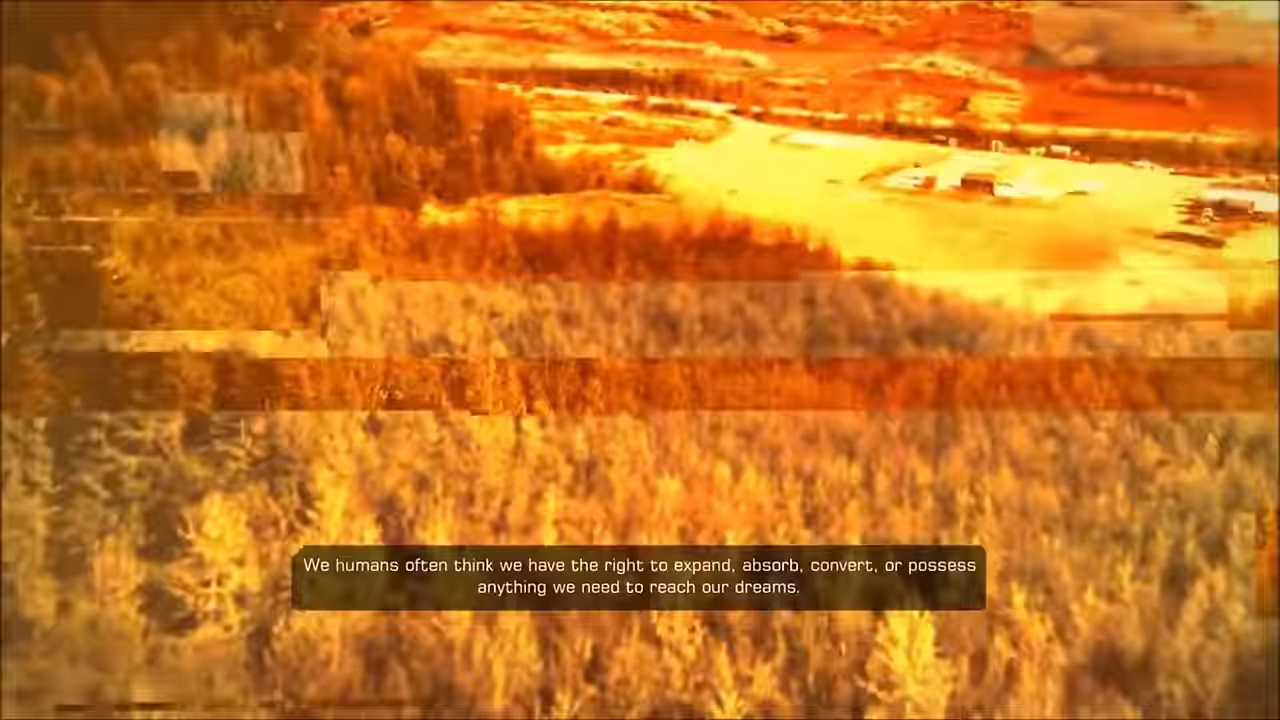 We humans often think we have the right to expand, absorb, convert, or possess
anything we need to reach our dreams.